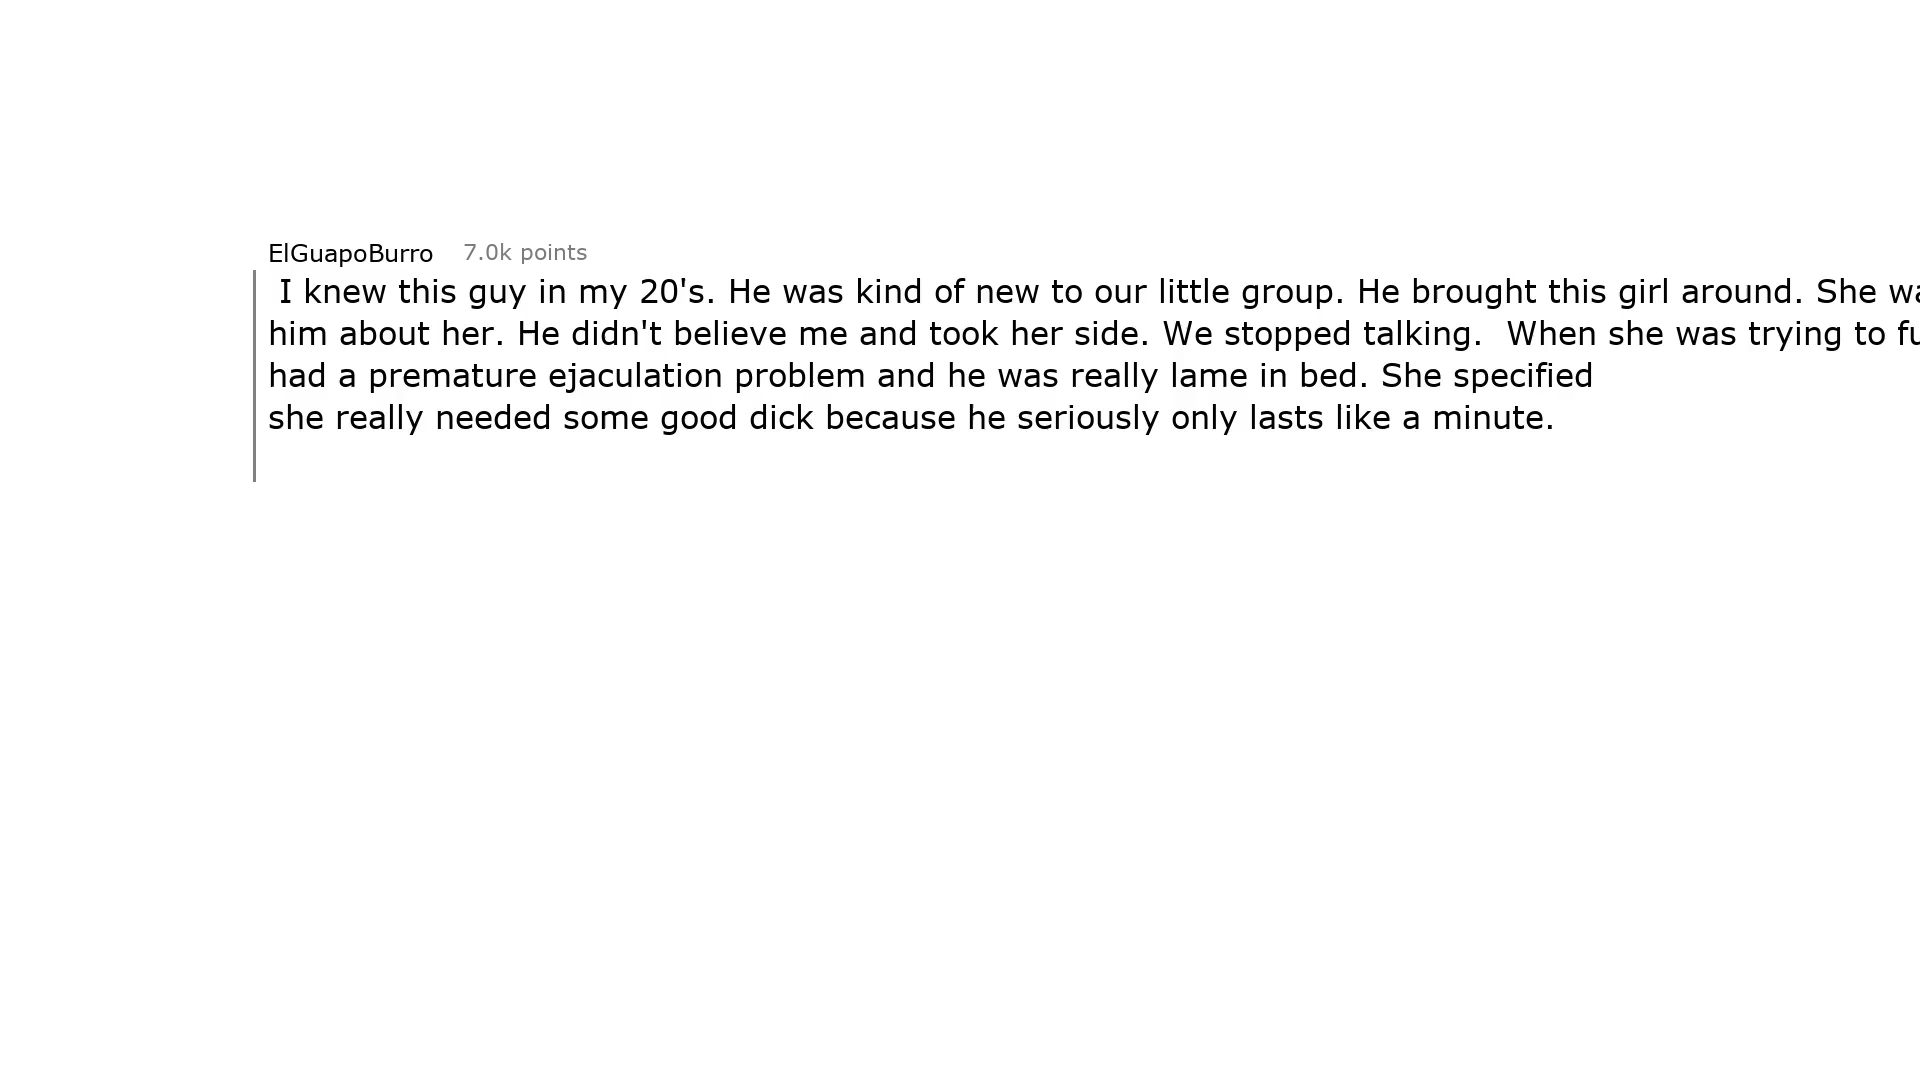 ElGuapoBurro 7.0k points
I knew this guy in my 20's. He was kind of new to our little group. He brought this girl around. She
him about her. He didn't believe me and took her side. We stopped talking. When she was trying to
had a premature ejaculation problem and he was really lame in bed. She specified
she really needed some good dick because he seriously only lasts like a minute.